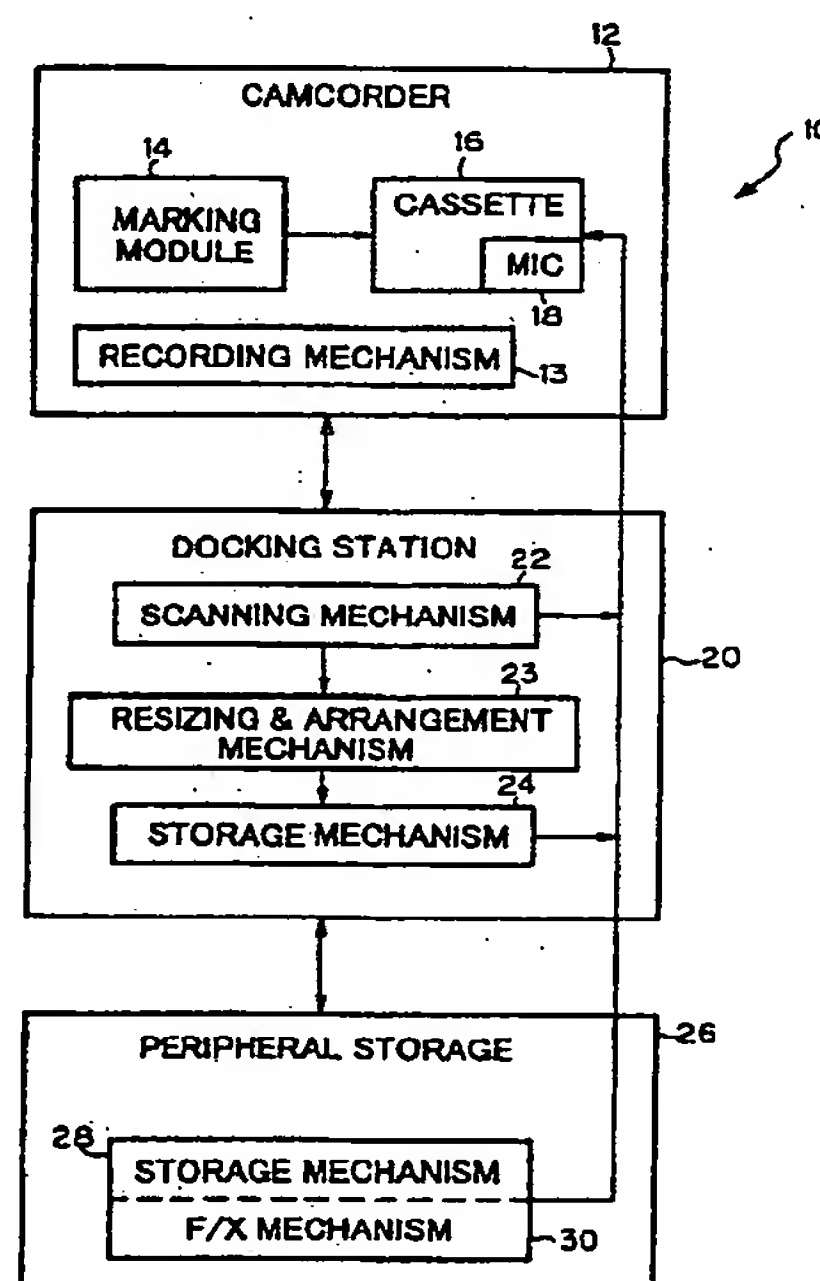 12
CAMCORDER
10
14
16
MARKING
MODULE
CASSETTE
MIC
18
RECORDING MECHANISM
13
DOCKING STATION
22
SCANNING MECHANISM
20
23
RESIZING & ARRANGEMENT
MECHANISM
24
STORAGE MECHANISM
PERIPHERAL STORAGE
26
28
STORAGE MECHANISM
F/X MECHANISM
30